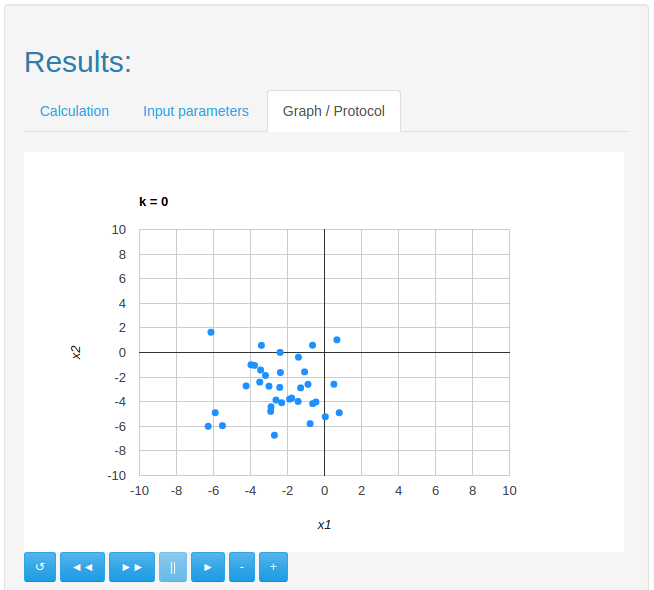 Results:
Calculation Input parameters Graph / Protocol
k = 0
10
8
6
4
2
0
-2
-4
-6
-8
-10
x2
-10 -8 -6 -4 -2 0 2 4 6 8 10
x1
↺ ◄◄ ►► || ► - +